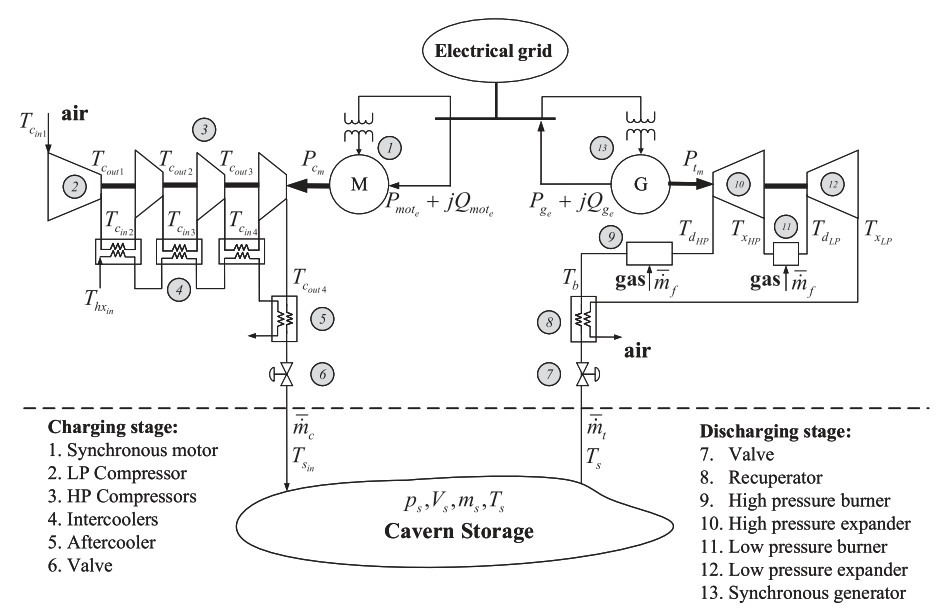 Electrical grid
air
T_{c_{in1}}
3
1
13
2
T_{c_{out1}}
T_{c_{out2}}
T_{c_{out3}}
P_{c_m}
M
P_{mot_e} + jQ_{mot_e}
P_{g_e} + jQ_{g_e}
G
P_{t_m}
10
12
T_{c_{in2}}
T_{c_{in3}}
T_{c_{in4}}
9
T_{d_{HP}}
T_{x_{HP}}
11
T_{d_{LP}}
T_{x_{LP}}
T_{hx_{in}}
4
T_{c_{out4}}
T_b
gas
\bar{\dot{m}}_f
gas
\bar{\dot{m}}_f
5
8
air
6
7
Charging stage:
1. Synchronous motor
2. LP Compressor
3. HP Compressors
4. Intercoolers
5. Aftercooler
6. Valve
\bar{\dot{m}}_c
T_{s_{in}}
\bar{\dot{m}}_t
T_s
p_s, V_s, m_s, T_s
Cavern Storage
Discharging stage:
7. Valve
8. Recuperator
9. High pressure burner
10. High pressure expander
11. Low pressure burner
12. Low pressure expander
13. Synchronous generator